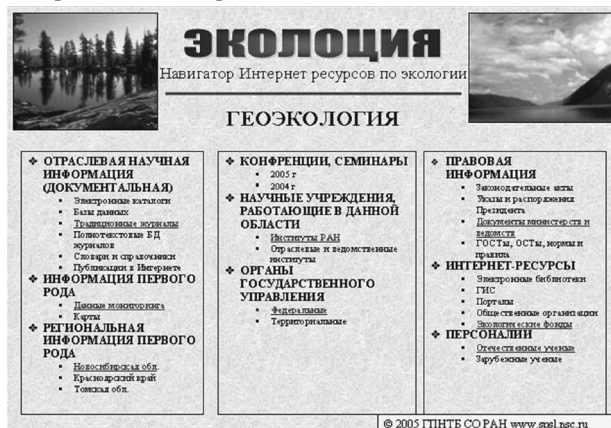 ЭКОЛОЦИЯ
Навигатор Интернет ресурсов по экологии
ГЕОЭКОЛОГИЯ
❖ ОТРАСЛЕВАЯ НАУЧНАЯ
ИНФОРМАЦИЯ
(ДОКУМЕНТАЛЬНАЯ)
▪ Электронные каталоги
▪ Базы данных
▪ Традиционные журналы
▪ Полнотекстовые БД
журналов
▪ Словари и справочники
▪ Публикации в Интернете
❖ ИНФОРМАЦИЯ ПЕРВОГО
РОДА
▪ Данные мониторинга
▪ Карты
❖ РЕГИОНАЛЬНАЯ
ИНФОРМАЦИЯ ПЕРВОГО
РОДА
▪ Новосибирская обл.
▪ Красноярский край
▪ Томская обл.
❖ КОНФРЕНЦИИ, СЕМИНАРЫ
▪ 2005 г
▪ 2004 г
❖ НАУЧНЫЕ УЧРЕЖДЕНИЯ,
РАБОТАЮЩИЕ В ДАННОЙ
ОБЛАСТИ
▪ Институты РАН
▪ Отраслевые и ведомственные
институты
❖ ОРГАНЫ
ГОСУДАРСТВЕННОГО
УПРАВЛЕНИЯ
▪ Федеральные
▪ Территориальные
❖ ПРАВОВАЯ
ИНФОРМАЦИЯ
▪ Законодательные акты
▪ Указы и распоряжения
Президента
▪ Документы министерств и
ведомств
▪ ГОСТы, ОСТы, нормы и
правила
❖ ИНТЕРНЕТ-РЕСУРСЫ
▪ Электронные библиотеки
▪ ГИС
▪ Порталы
▪ Общественные организации
▪ Экологические фонды
❖ ПЕРСОНАЛИИ
▪ Отечественные ученые
▪ Зарубежные ученые
© 2005 ГПНТБ СО РАН www.spsl.nsc.ru